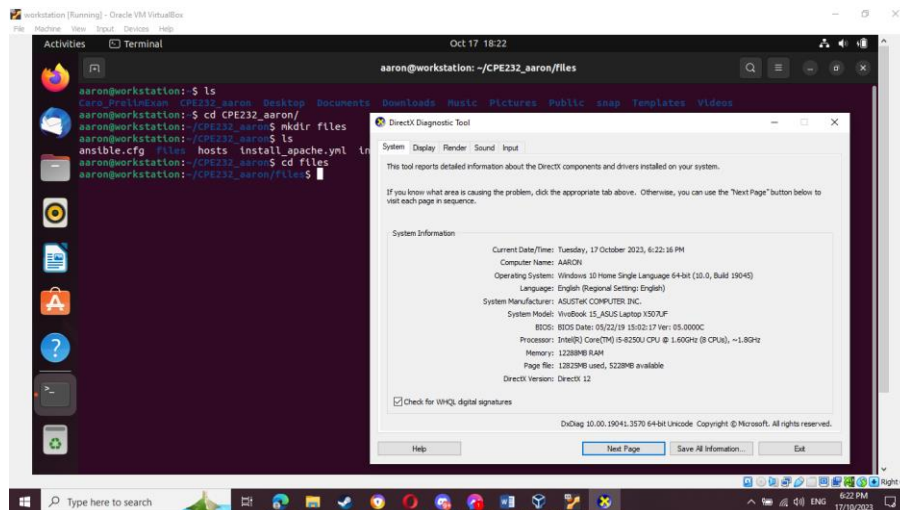 workstation [Running] - Oracle VM VirtualBox
File Machine View Input Devices Help
Activities Terminal Oct 17 18:22
aaron@workstation: ~/CPE232_aaron/files
aaron@workstation:~$ ls
Caro_PrelimExam CPE232_aaron Desktop Documents Downloads Music Pictures Public snap Templates Videos
aaron@workstation:~$ cd CPE232_aaron/
aaron@workstation:~/CPE232_aaron$ mkdir files
aaron@workstation:~/CPE232_aaron$ ls
ansible.cfg files hosts install_apache.yml in
aaron@workstation:~/CPE232_aaron$ cd files
aaron@workstation:~/CPE232_aaron/files$
DirectX Diagnostic Tool
System Display Render Sound Input
This tool reports detailed information about the DirectX components and drivers installed on your system.
If you know what area is causing the problem, click the appropriate tab above. Otherwise, you can use the "Next Page" button below to
visit each page in sequence.
System Information
Current Date/Time: Tuesday, 17 October 2023, 6:22:16 PM
Computer Name: AARON
Operating System: Windows 10 Home Single Language 64-bit (10.0, Build 19045)
Language: English (Regional Setting: English)
System Manufacturer: ASUSTeK COMPUTER INC.
System Model: VivoBook 15_ASUS Laptop X507UF
BIOS: BIOS Date: 05/22/19 15:02:17 Ver: 05.0000C
Processor: Intel(R) Core(TM) i5-8250U CPU @ 1.60GHz (8 CPUs), ~1.8GHz
Memory: 12288MB RAM
Page file: 12825MB used, 5228MB available
DirectX Version: DirectX 12
Check for WHQL digital signatures
DxDiag 10.00.19041.3570 64-bit Unicode Copyright © Microsoft. All rights reserved.
Help Next Page Save All Information... Exit
Right
Type here to search
ENG
6:22 PM
17/10/2023